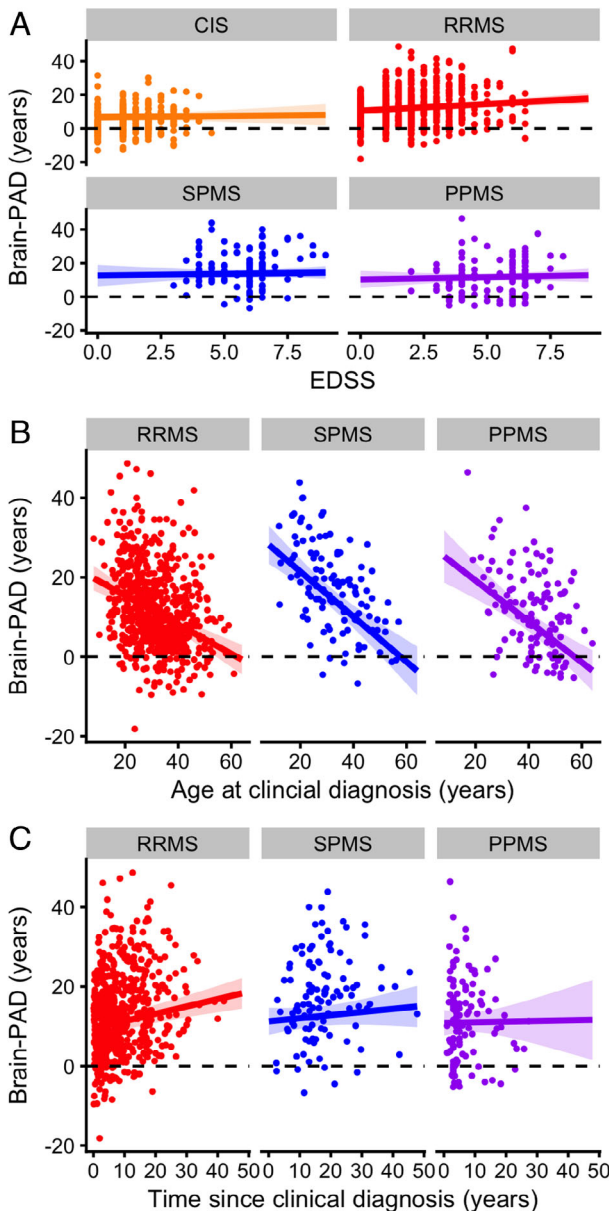 A
CIS
RRMS
40
20
0
-20
SPMS
PPMS
40
20
0
-20
Brain-PAD (years)
0.0 2.5 5.0 7.5 0.0 2.5 5.0 7.5
EDSS
B
RRMS
SPMS
PPMS
40
20
0
-20
Brain-PAD (years)
20 40 60 20 40 60 20 40 60
Age at clincial diagnosis (years)
C
RRMS
SPMS
PPMS
40
20
0
-20
Brain-PAD (years)
0 10 20 30 40 50 0 10 20 30 40 50 0 10 20 30 40 50
Time since clinical diagnosis (years)